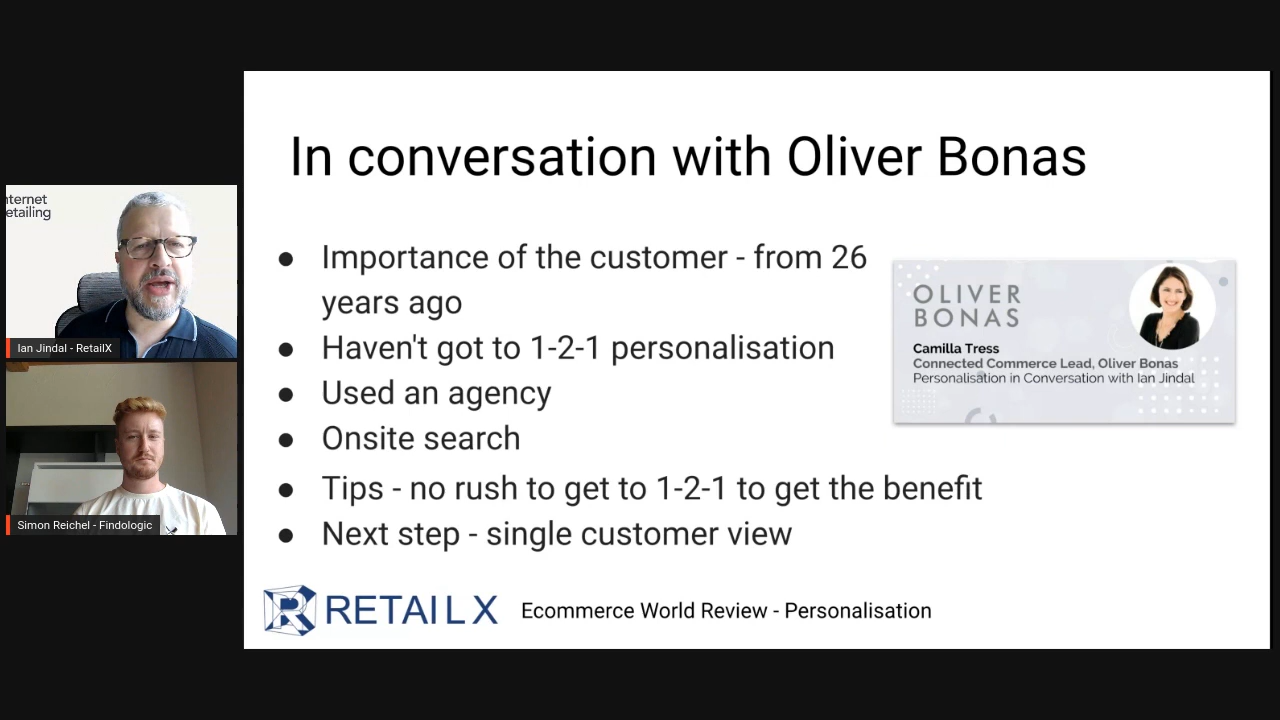 In conversation with Oliver Bonas
nternet
etailing
Ian Jindal - RetailX
Simon Reichel - Findologic
● Importance of the customer - from 26
years ago
● Haven't got to 1-2-1 personalisation
● Used an agency
● Onsite search
● Tips - no rush to get to 1-2-1 to get the benefit
● Next step - single customer view
OLIVER
BONAS
Camilla Tress
Connected Commerce Lead, Oliver Bonas
Personalisation in Conversation with Ian Jindal
RETAILX
Ecommerce World Review - Personalisation